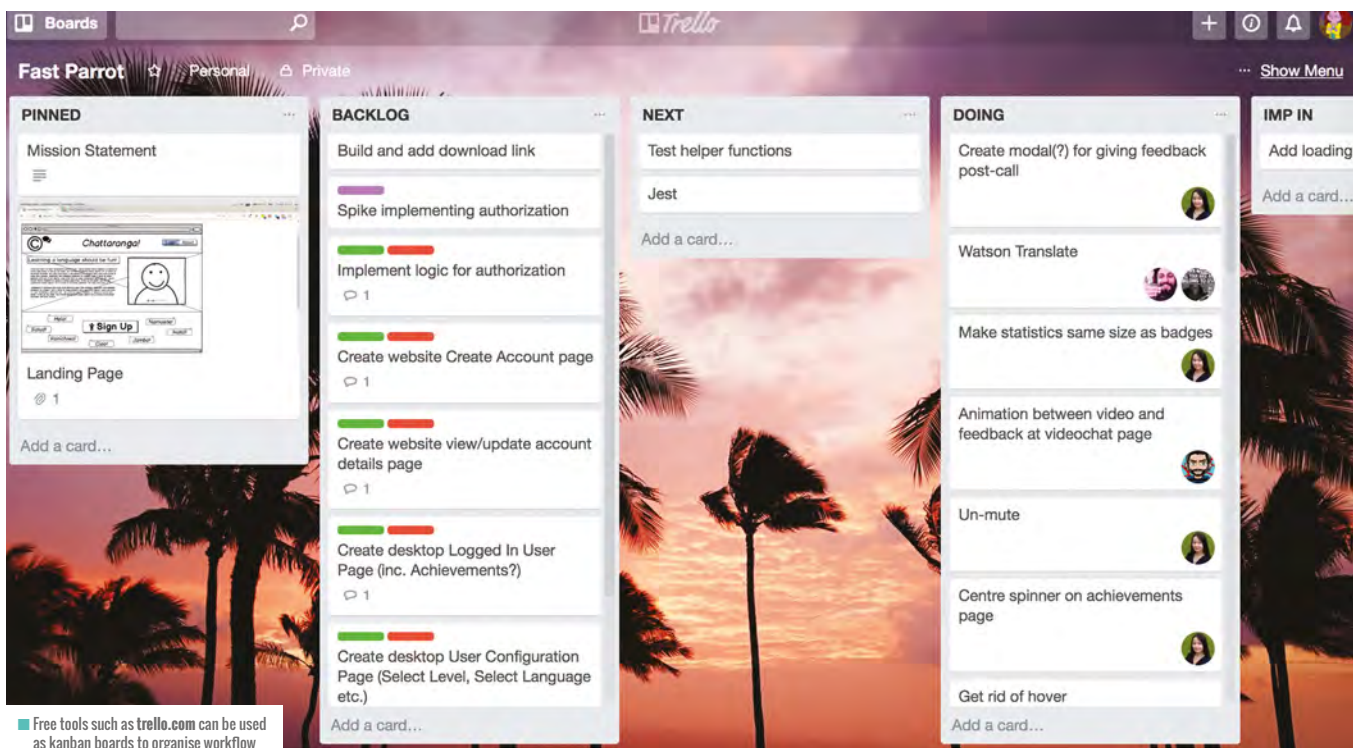 Boards
Trello
Fast Parrot
Personal
Private
... Show Menu
PINNED
Mission Statement
Chattaranga!
Learning a language should be fun!
Sign Up
Landing Page
1
Add a card...
BACKLOG
Build and add download link
Spike implementing authorization
Implement logic for authorization
1
Create website Create Account page
1
Create website view/update account
details page
1
Create desktop Logged In User
Page (inc. Achievements?)
1
Create desktop User Configuration
Page (Select Level, Select Language
etc.)
Add a card...
NEXT
Test helper functions
Jest
Add a card...
DOING
Create modal(?) for giving feedback
post-call
Watson Translate
Make statistics same size as badges
Animation between video and
feedback at videochat page
Un-mute
Centre spinner on achievements
page
Get rid of hover
Add a card...
IMP IN
Add loading
Add a card...
Free tools such as trello.com can be used
as kanban boards to organise workflow